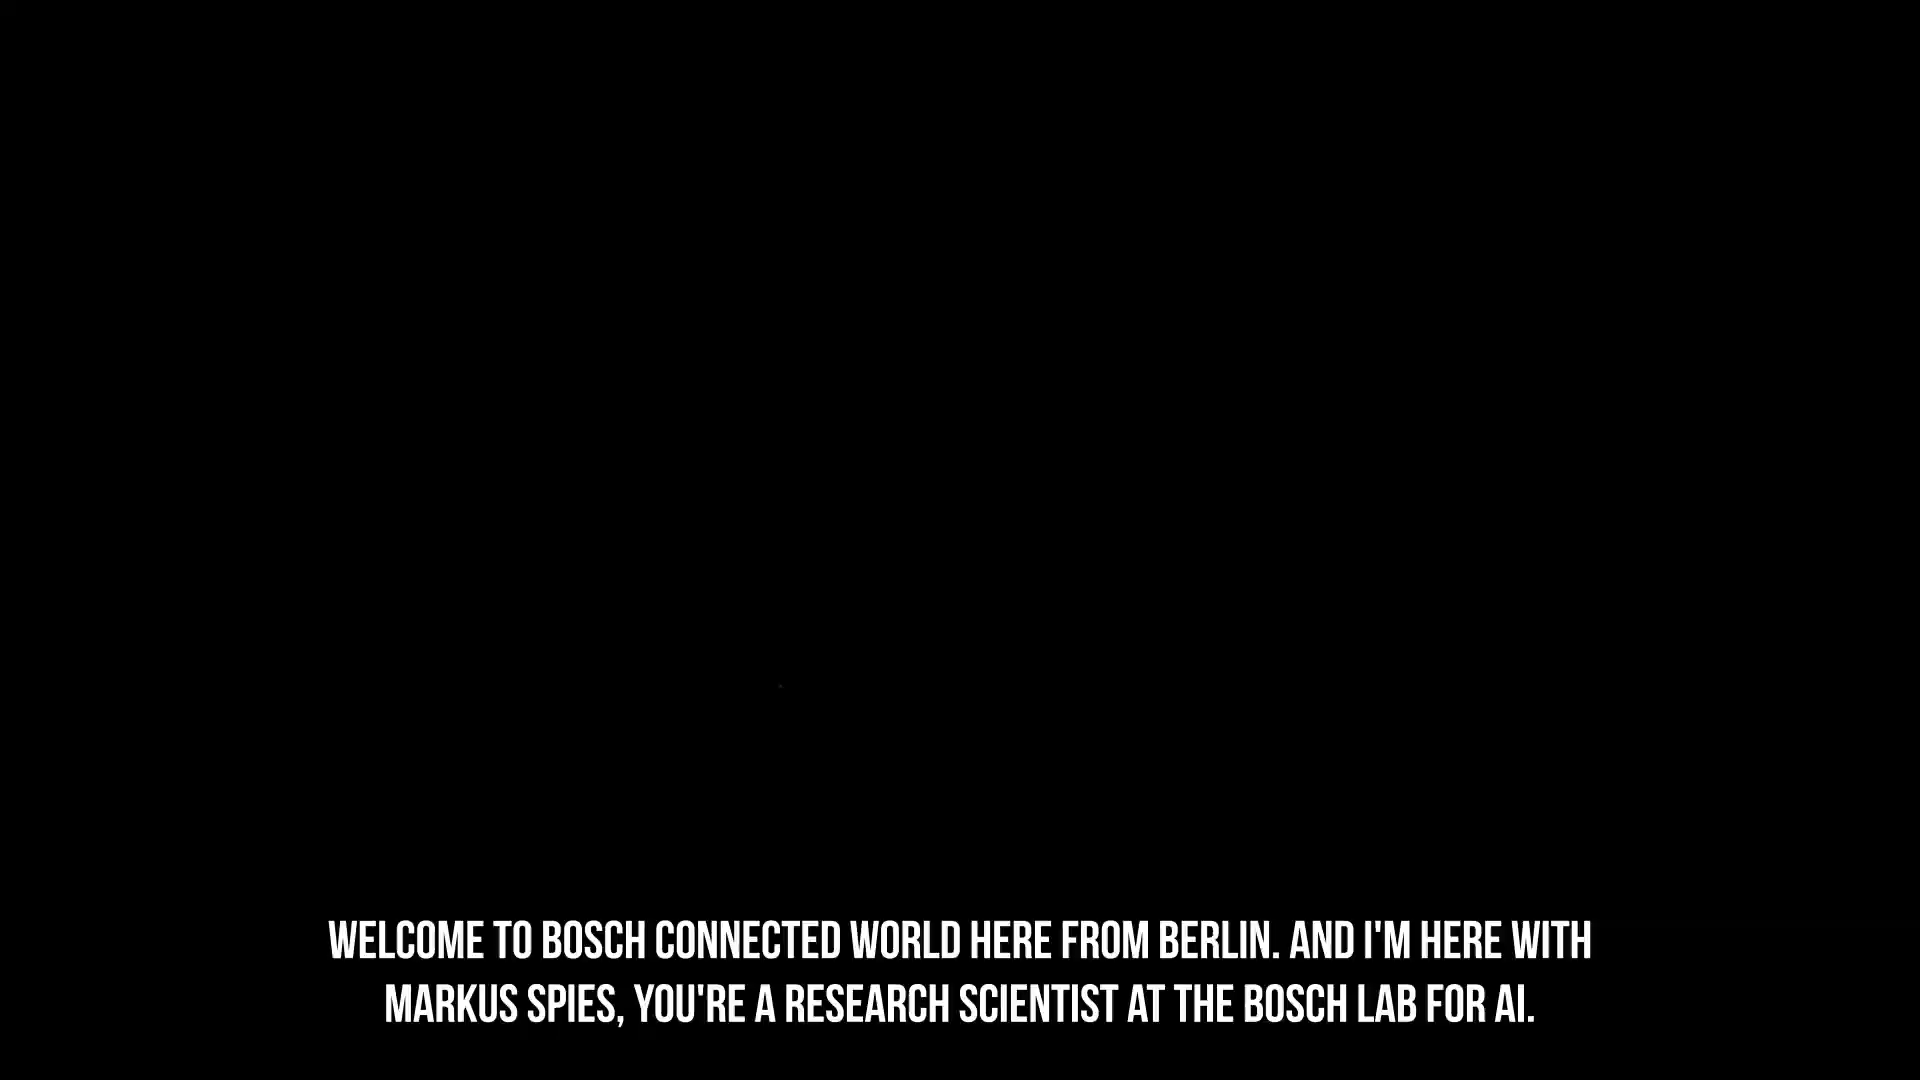 WELCOME TO BOSCH CONNECTED WORLD HERE FROM BERLIN. AND I'M HERE WITH
MARKUS SPIES, YOU'RE A RESEARCH SCIENTIST AT THE BOSCH LAB FOR AI.